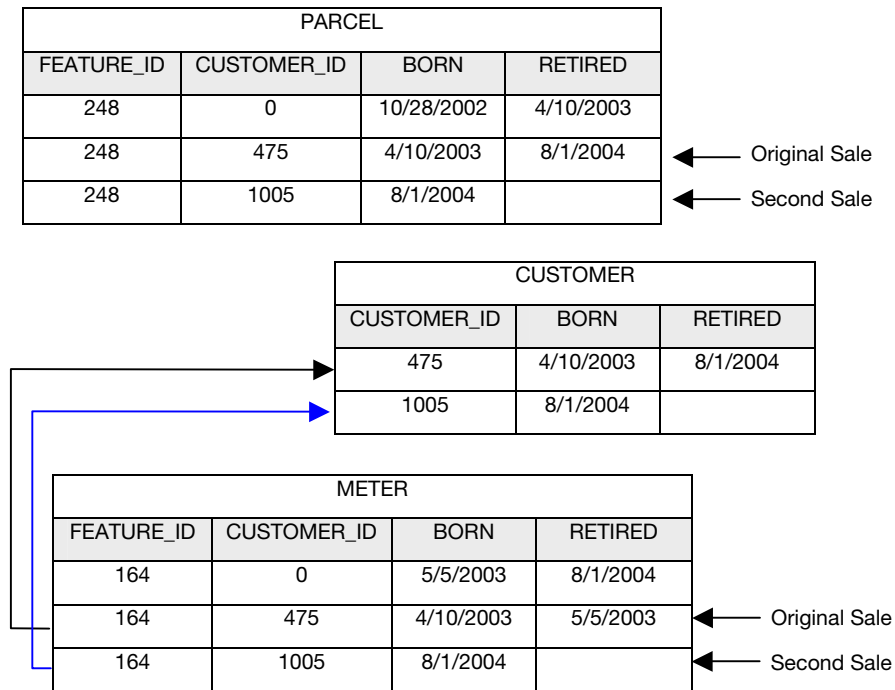 PARCEL
FEATURE_ID CUSTOMER_ID BORN RETIRED
248 0 10/28/2002 4/10/2003
248 475 4/10/2003 8/1/2004 Original Sale
248 1005 8/1/2004 Second Sale
CUSTOMER
CUSTOMER_ID BORN RETIRED
475 4/10/2003 8/1/2004
1005 8/1/2004
METER
FEATURE_ID CUSTOMER_ID BORN RETIRED
164 0 5/5/2003 8/1/2004
164 475 4/10/2003 5/5/2003 Original Sale
164 1005 8/1/2004 Second Sale